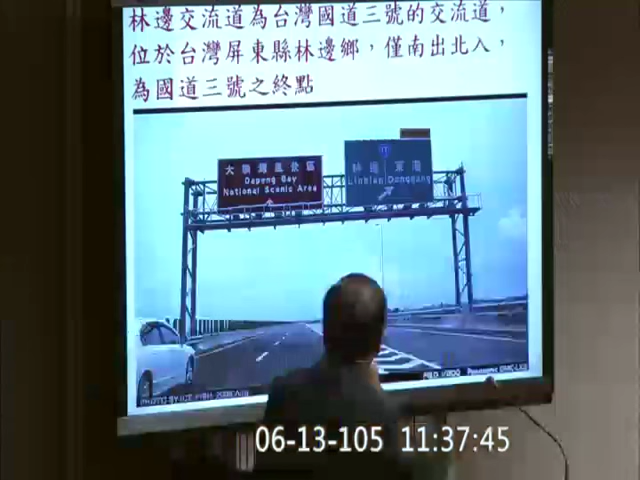 林邊交流道為台灣國道三號的交流道，
位於台灣屏東縣林邊鄉，僅南出北入，
為國道三號之終點
大鵬灣風景區
Dapeng Bay
National Scenic Area
林邊 東港
Linbian Donggang
06-13-105 11:37:45